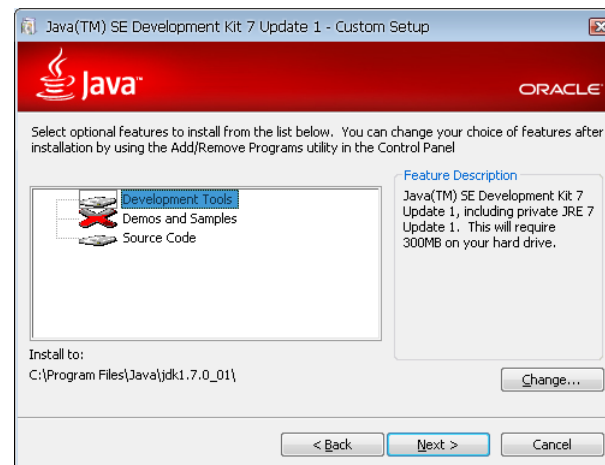 Java(TM) SE Development Kit 7 Update 1 - Custom Setup
Java™
ORACLE
Select optional features to install from the list below. You can change your choice of features after
installation by using the Add/Remove Programs utility in the Control Panel
Development Tools
Demos and Samples
Source Code
Feature Description
Java(TM) SE Development Kit 7
Update 1, including private JRE 7
Update 1. This will require
300MB on your hard drive.
Install to:
C:\Program Files\Java\jdk1.7.0_01\
Change...
< Back
Next >
Cancel